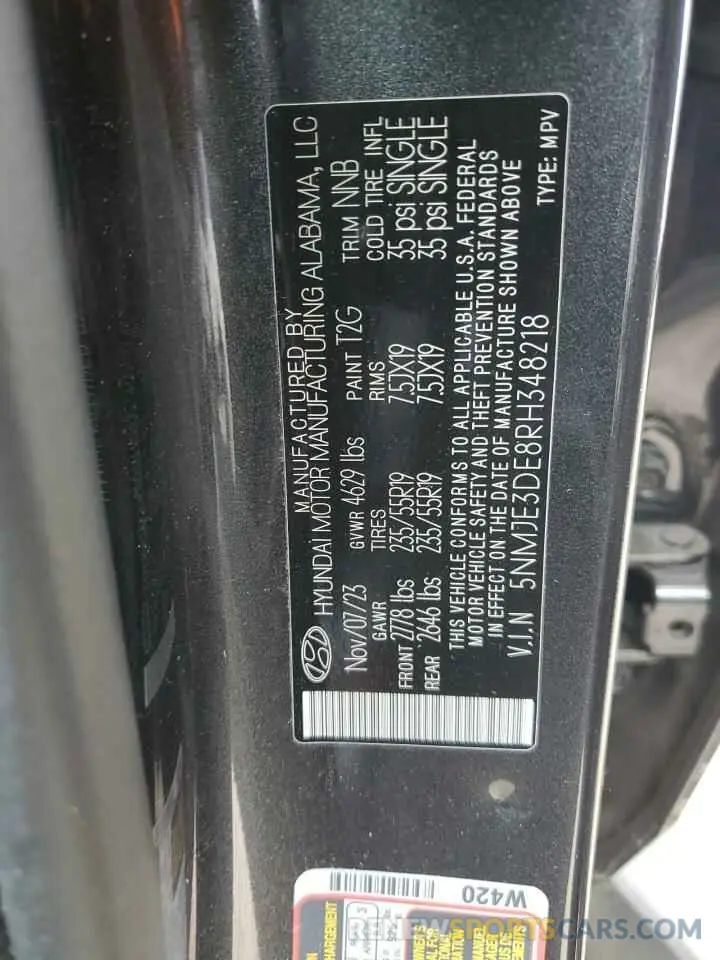 MANUFACTURED BY
HYUNDAI MOTOR MANUFACTURING ALABAMA, LLC
Nov/07/23 GVWR 4629 lbs PAINT T2G TRIM NNB
GAWR TIRES RIMS COLD TIRE INFL
FRONT 2778 lbs 235/55R19 7.5JX19 35 psi SINGLE
REAR 2646 lbs 235/55R19 7.5JX19 35 psi SINGLE
THIS VEHICLE CONFORMS TO ALL APPLICABLE U.S.A. FEDERAL
MOTOR VEHICLE SAFETY AND THEFT PREVENTION STANDARDS
IN EFFECT ON THE DATE OF MANUFACTURE SHOWN ABOVE
V.I.N 5NMJE3DE8RH348218
TYPE: MPV
W420
CHARGEMENT
MANUEL
RENEWSPORTSCARS.COM